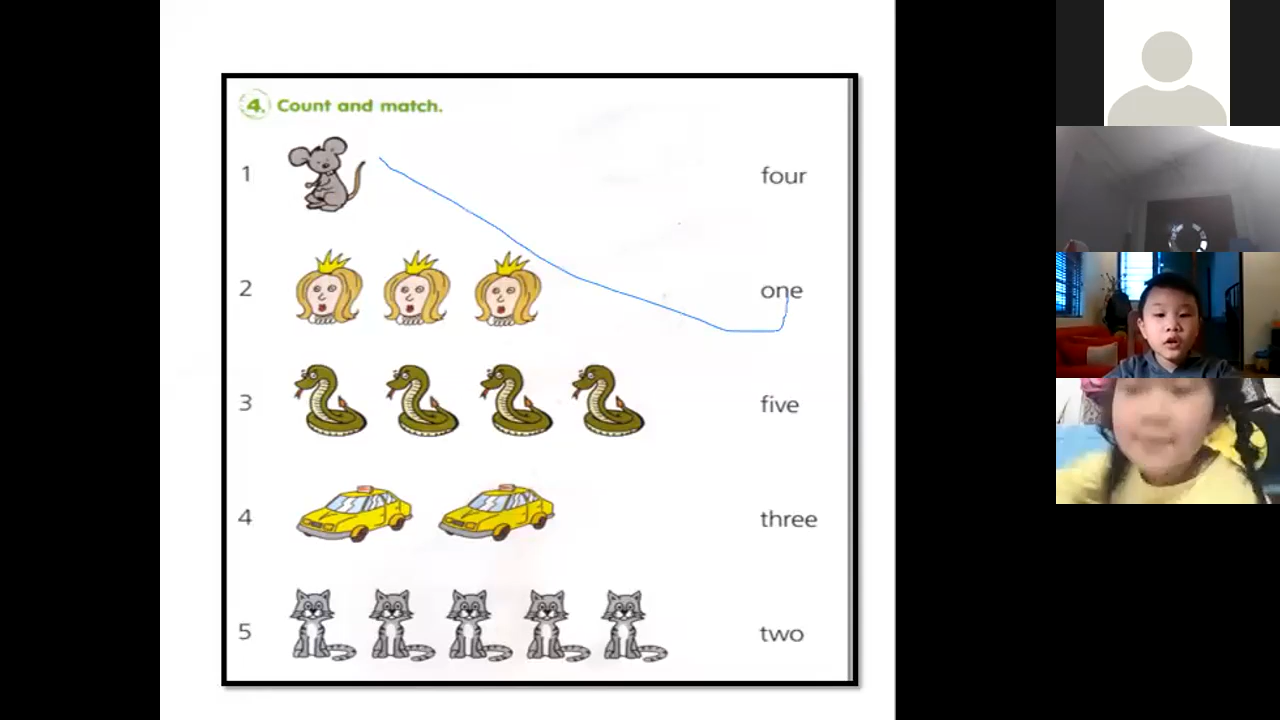 4. Count and match.
1 four
2 one
3 five
4 three
5 two